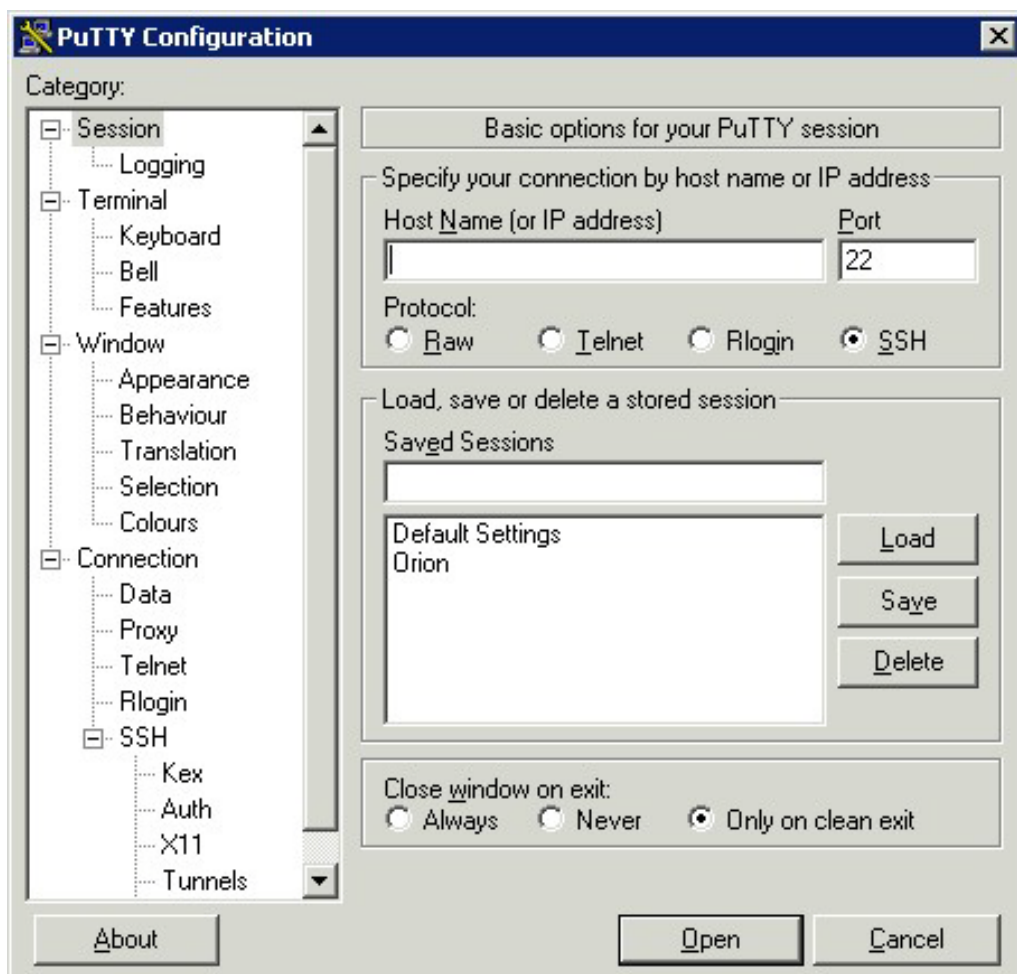 PuTTY Configuration
Category:
Session
Logging
Terminal
Keyboard
Bell
Features
Window
Appearance
Behaviour
Translation
Selection
Colours
Connection
Data
Proxy
Telnet
Rlogin
SSH
Kex
Auth
X11
Tunnels
Basic options for your PuTTY session
Specify your connection by host name or IP address
Host Name (or IP address) Port
22
Protocol:
Raw Telnet Rlogin SSH
Load, save or delete a stored session
Saved Sessions
Default Settings
Orion
Load
Save
Delete
Close window on exit:
Always Never Only on clean exit
About Open Cancel